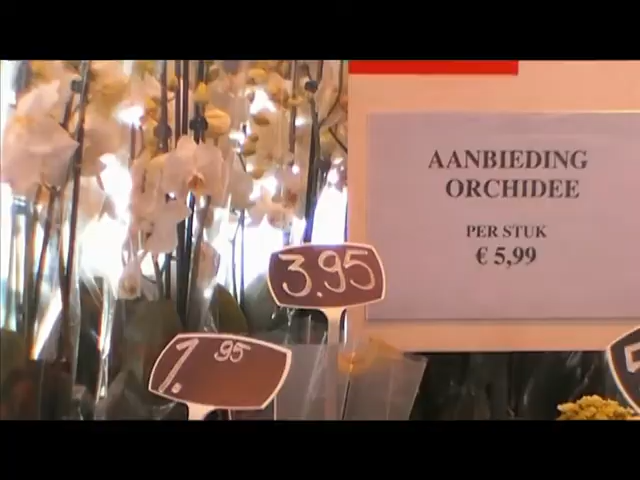 AANBIEDING
ORCHIDEE
PER STUK
€ 5,99
3.95
1.95